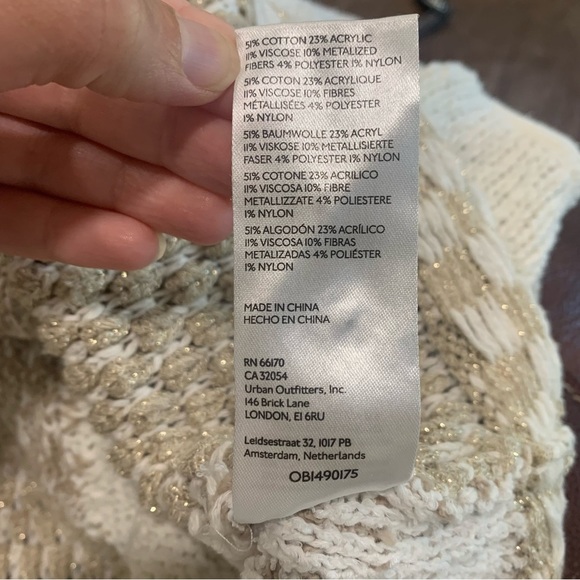 51% COTTON 23% ACRYLIC
11% VISCOSE 10% METALIZED
FIBERS 4% POLYESTER 1% NYLON
51% COTON 23% ACRYLIQUE
11% VISCOSE 10% FIBRES
MÉTALLISÉES 4% POLYESTER
1% NYLON
51% BAUMWOLLE 23% ACRYL
11% VISKOSE 10% METALLISIERTE
FASER 4% POLYESTER 1% NYLON
51% COTONE 23% ACRILICO
11% VISCOSA 10% FIBRE
METALLIZZATE 4% POLIESTERE
1% NYLON
51% ALGODÓN 23% ACRÍLICO
11% VISCOSA 10% FIBRAS
METALIZADAS 4% POLIÉSTER
1% NYLON
MADE IN CHINA
HECHO EN CHINA
RN 66170
CA 32054
Urban Outfitters, Inc.
146 Brick Lane
LONDON, E1 6RU
Leidsestraat 32, 1017 PB
Amsterdam, Netherlands
OB1490175